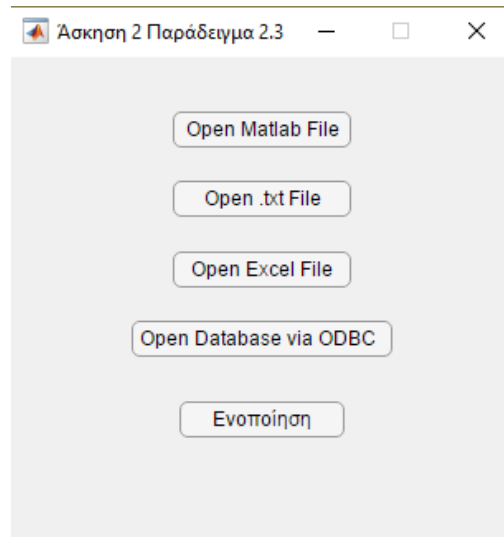 Άσκηση 2 Παράδειγμα 2.3
Open Matlab File
Open .txt File
Open Excel File
Open Database via ODBC
Ενοποίηση